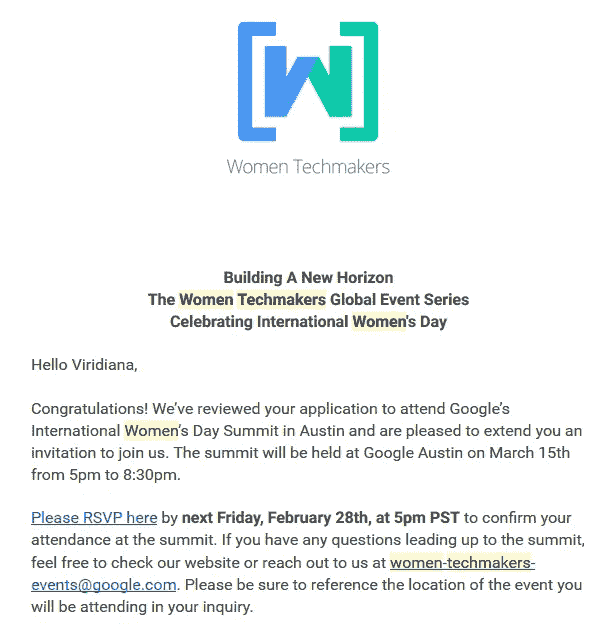 [W]
Women Techmakers
Building A New Horizon
The Women Techmakers Global Event Series
Celebrating International Women's Day
Hello Viridiana,
Congratulations! We've reviewed your application to attend Google's
International Women's Day Summit in Austin and are pleased to extend you an
invitation to join us. The summit will be held at Google Austin on March 15th
from 5pm to 8:30pm.
Please RSVP here by next Friday, February 28th, at 5pm PST to confirm your
attendance at the summit. If you have any questions leading up to the summit,
feel free to check our website or reach out to us at women-techmakers-
events@google.com. Please be sure to reference the location of the event you
will be attending in your inquiry.